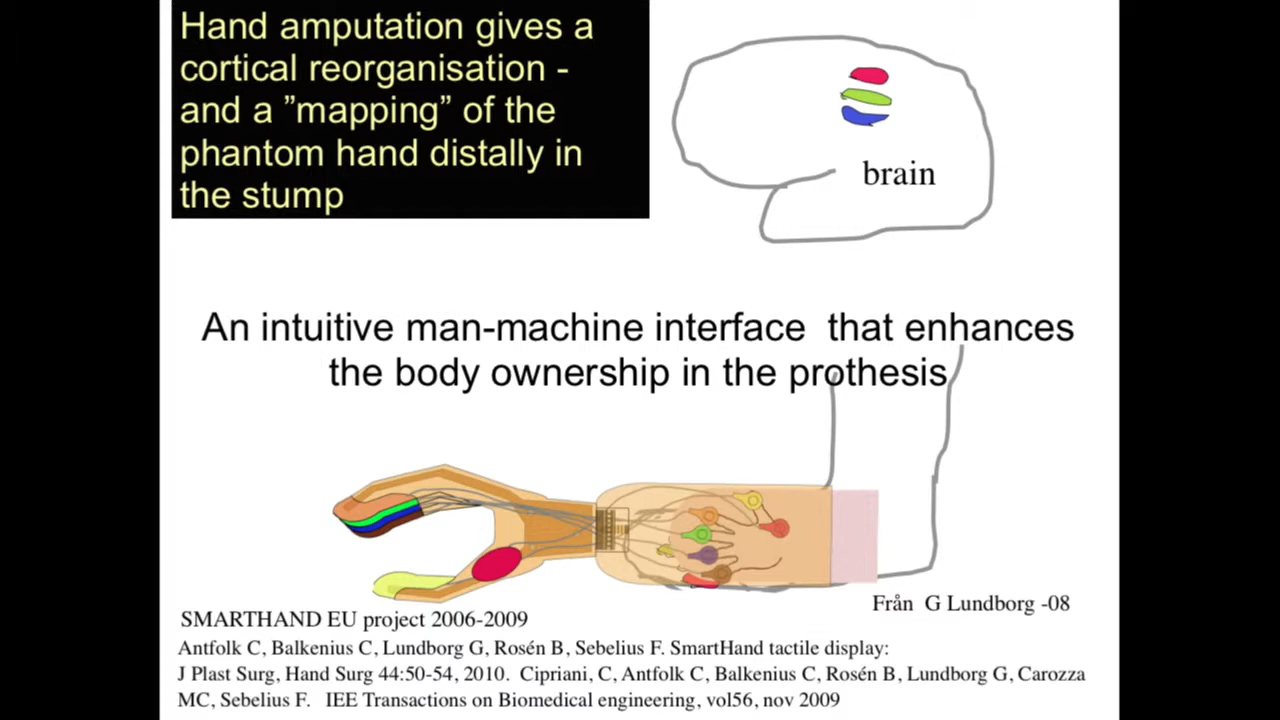 Hand amputation gives a
cortical reorganisation -
and a ”mapping” of the
phantom hand distally in
the stump
brain
An intuitive man-machine interface that enhances
the body ownership in the prothesis
Från G Lundborg -08
SMARTHAND EU project 2006-2009
Antfolk C, Balkenius C, Lundborg G, Rosén B, Sebelius F. SmartHand tactile display:
J Plast Surg, Hand Surg 44:50-54, 2010. Cipriani, C, Antfolk C, Balkenius C, Rosén B, Lundborg G, Carozza
MC, Sebelius F. IEE Transactions on Biomedical engineering, vol56, nov 2009